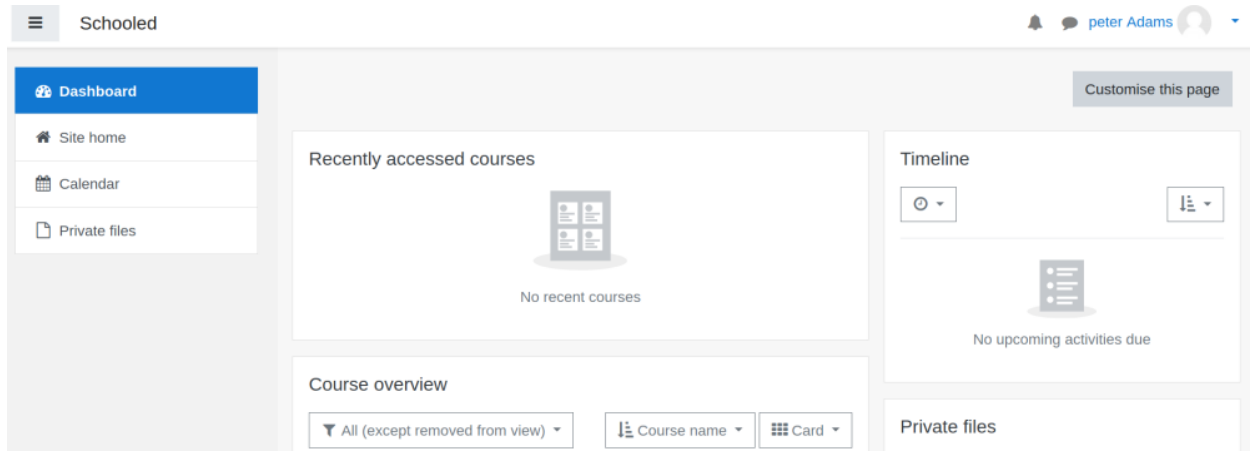 Schooled
peter Adams
Dashboard
Site home
Calendar
Private files
Customise this page
Recently accessed courses
No recent courses
Timeline
No upcoming activities due
Course overview
All (except removed from view)
Course name
Card
Private files